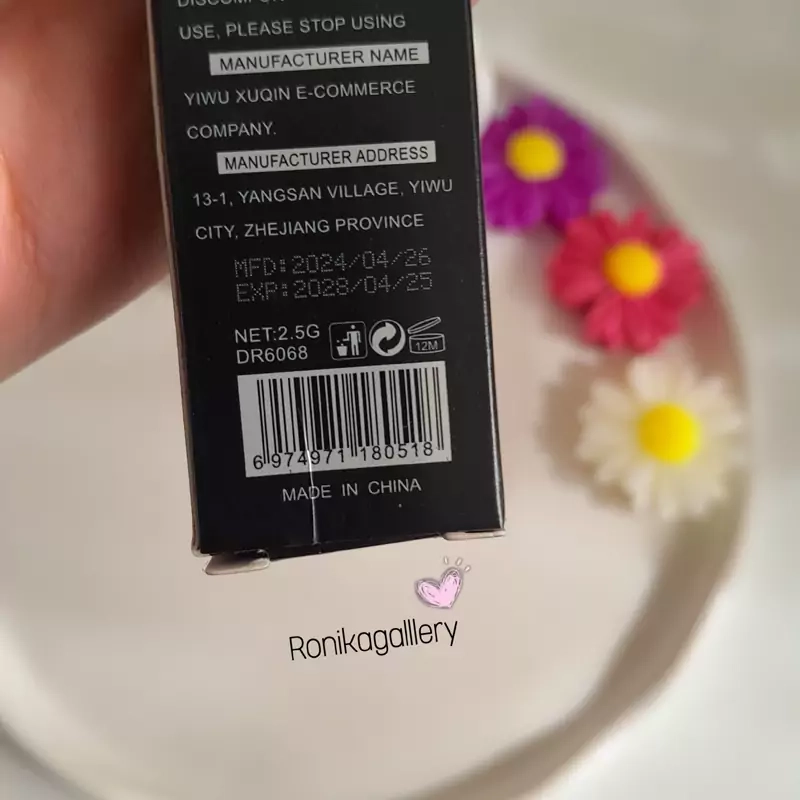 USE, PLEASE STOP USING
MANUFACTURER NAME
YIWU XUQIN E-COMMERCE
COMPANY.
MANUFACTURER ADDRESS
13-1, YANGSAN VILLAGE, YIWU
CITY, ZHEJIANG PROVINCE
MFD:2024/04/26
EXP:2028/04/25
NET:2.5G
DR6068
12M
6 974971 180518
MADE IN CHINA
Ronikagalllery